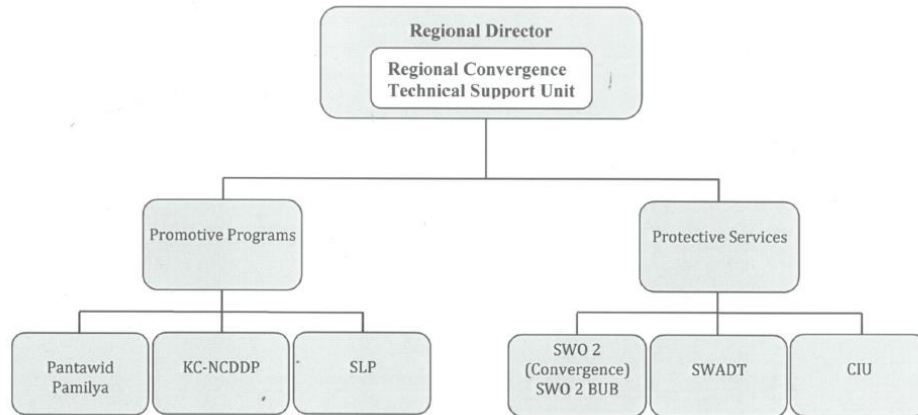 Regional Director
Regional Convergence
Technical Support Unit
Promotive Programs
Protective Services
Pantawid
Pamilya
KC-NCDDP
SLP
SWO 2
(Convergence)
SWO 2 BUB
SWADT
CIU